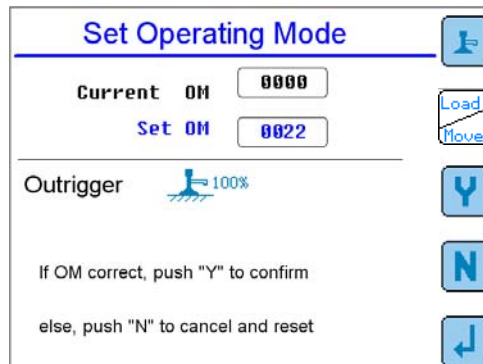 Set Operating Mode
Current OM 0000
Set OM 0022
Outrigger 100%
If OM correct, push "Y" to confirm
else, push "N" to cancel and reset
Load
Move
Y
N